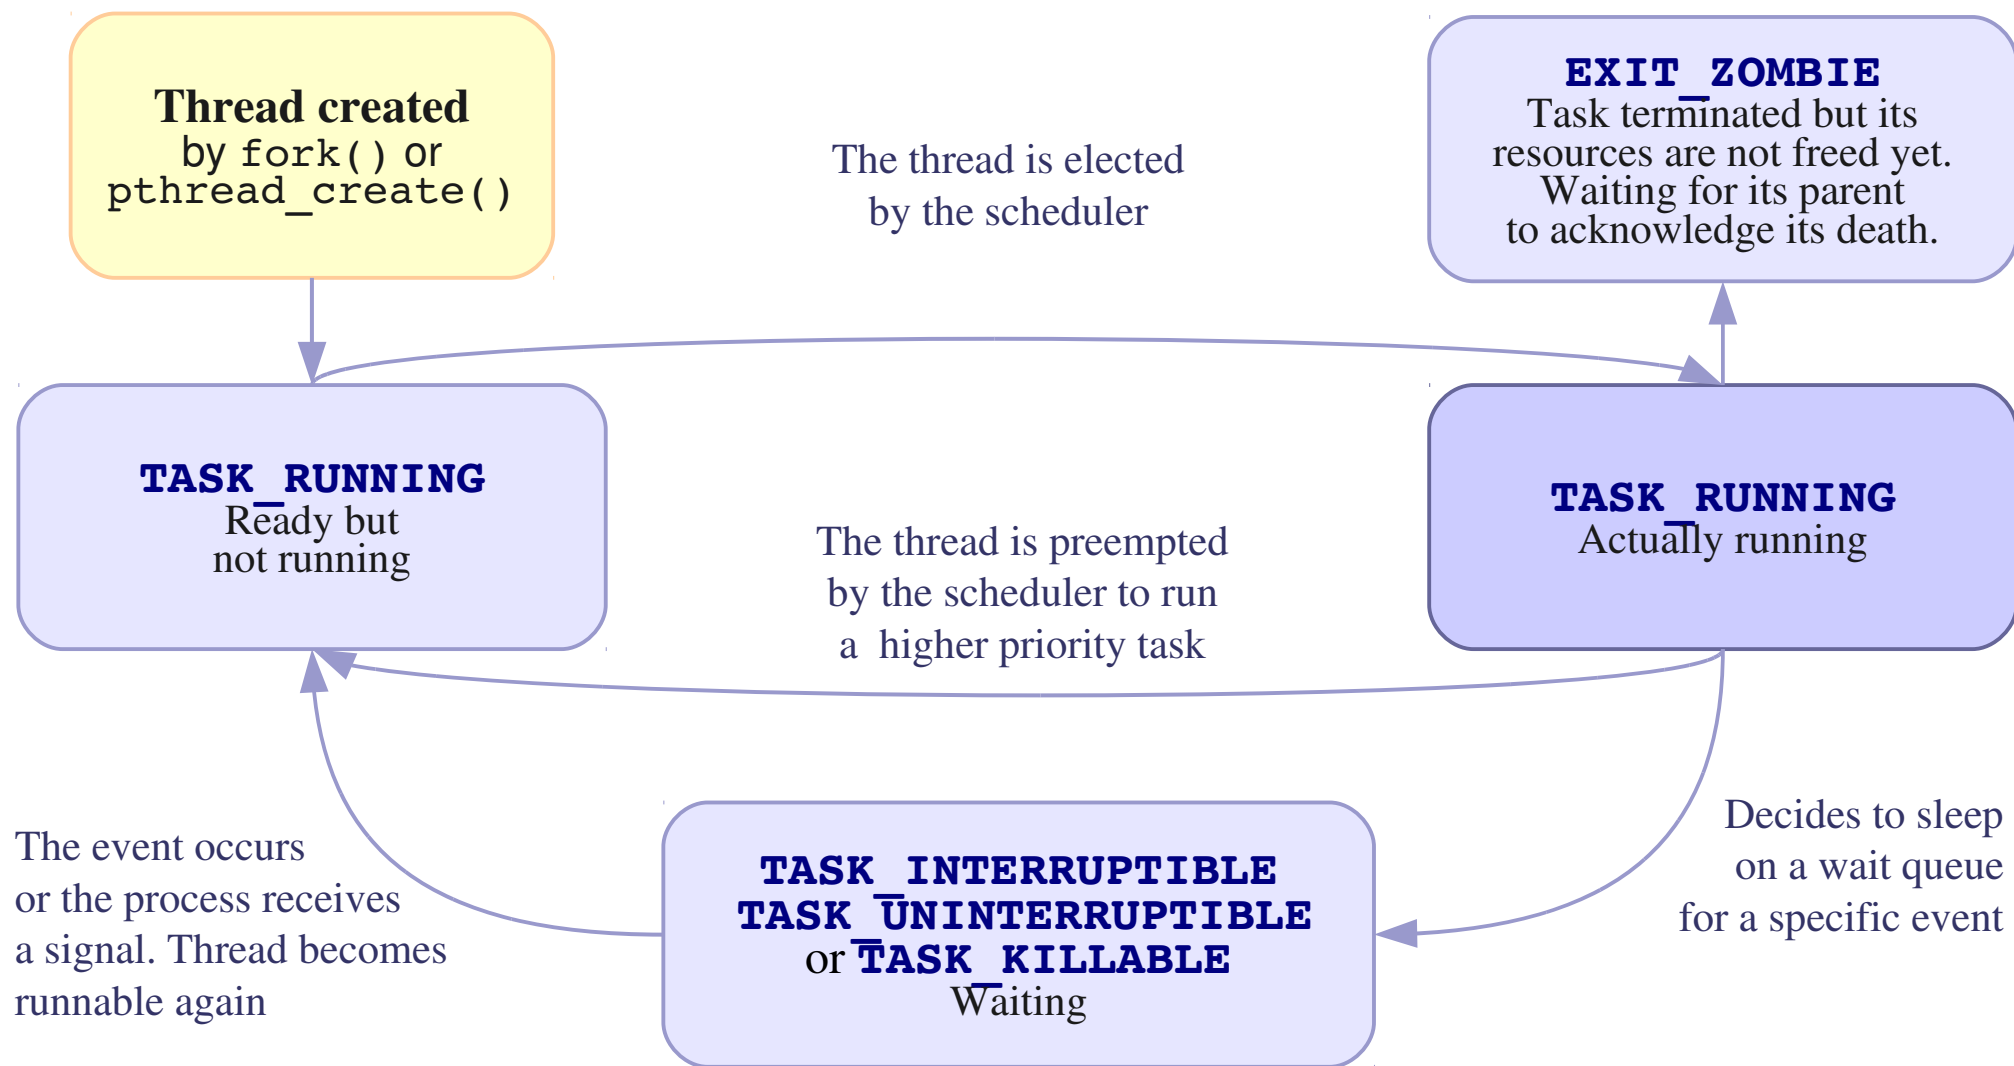 Thread created
by fork() or
pthread_create()
The thread is elected
by the scheduler
EXIT_ZOMBIE
Task terminated but its
resources are not freed yet.
Waiting for its parent
to acknowledge its death.
TASK_RUNNING
Ready but
not running
The thread is preempted
by the scheduler to run
a higher priority task
TASK_RUNNING
Actually running
The event occurs
or the process receives
a signal. Thread becomes
runnable again
TASK_INTERRUPTIBLE
TASK_UNINTERRUPTIBLE
or TASK_KILLABLE
Waiting
Decides to sleep
on a wait queue
for a specific event